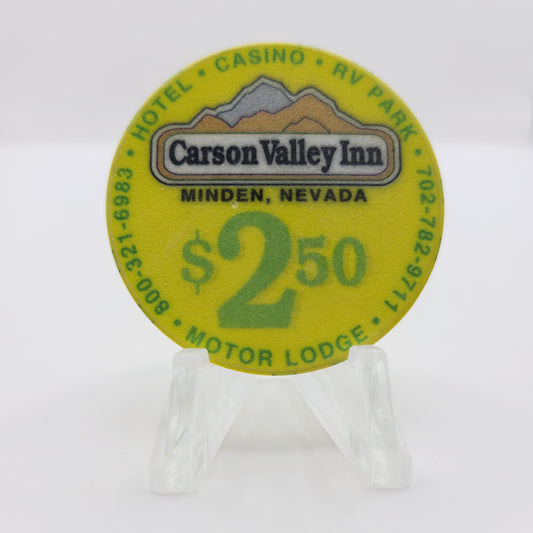 HOTEL • CASINO • RV PARK •
Carson Valley Inn
MINDEN, NEVADA
$2.50
702-782-9711
• MOTOR LODGE •
800-321-6983 •